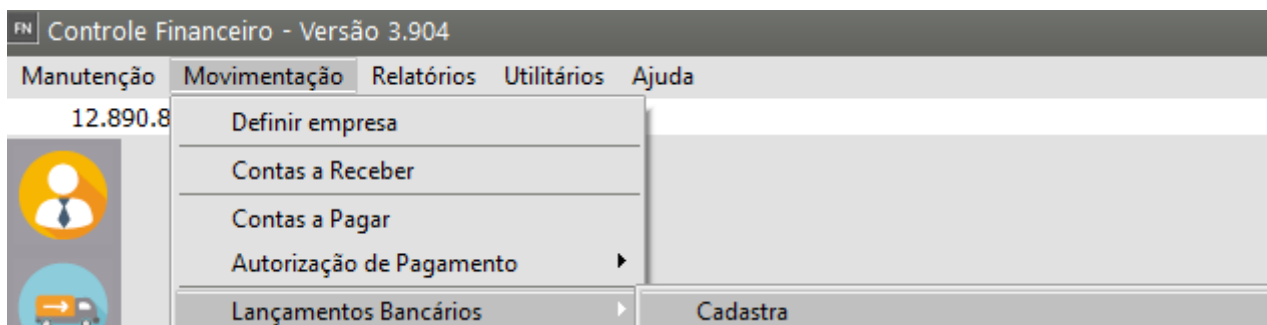 FN Controle Financeiro - Versão 3.904
Manutenção Movimentação Relatórios Utilitários Ajuda
12.890.8
Definir empresa
Contas a Receber
Contas a Pagar
Autorização de Pagamento
Lançamentos Bancários Cadastra